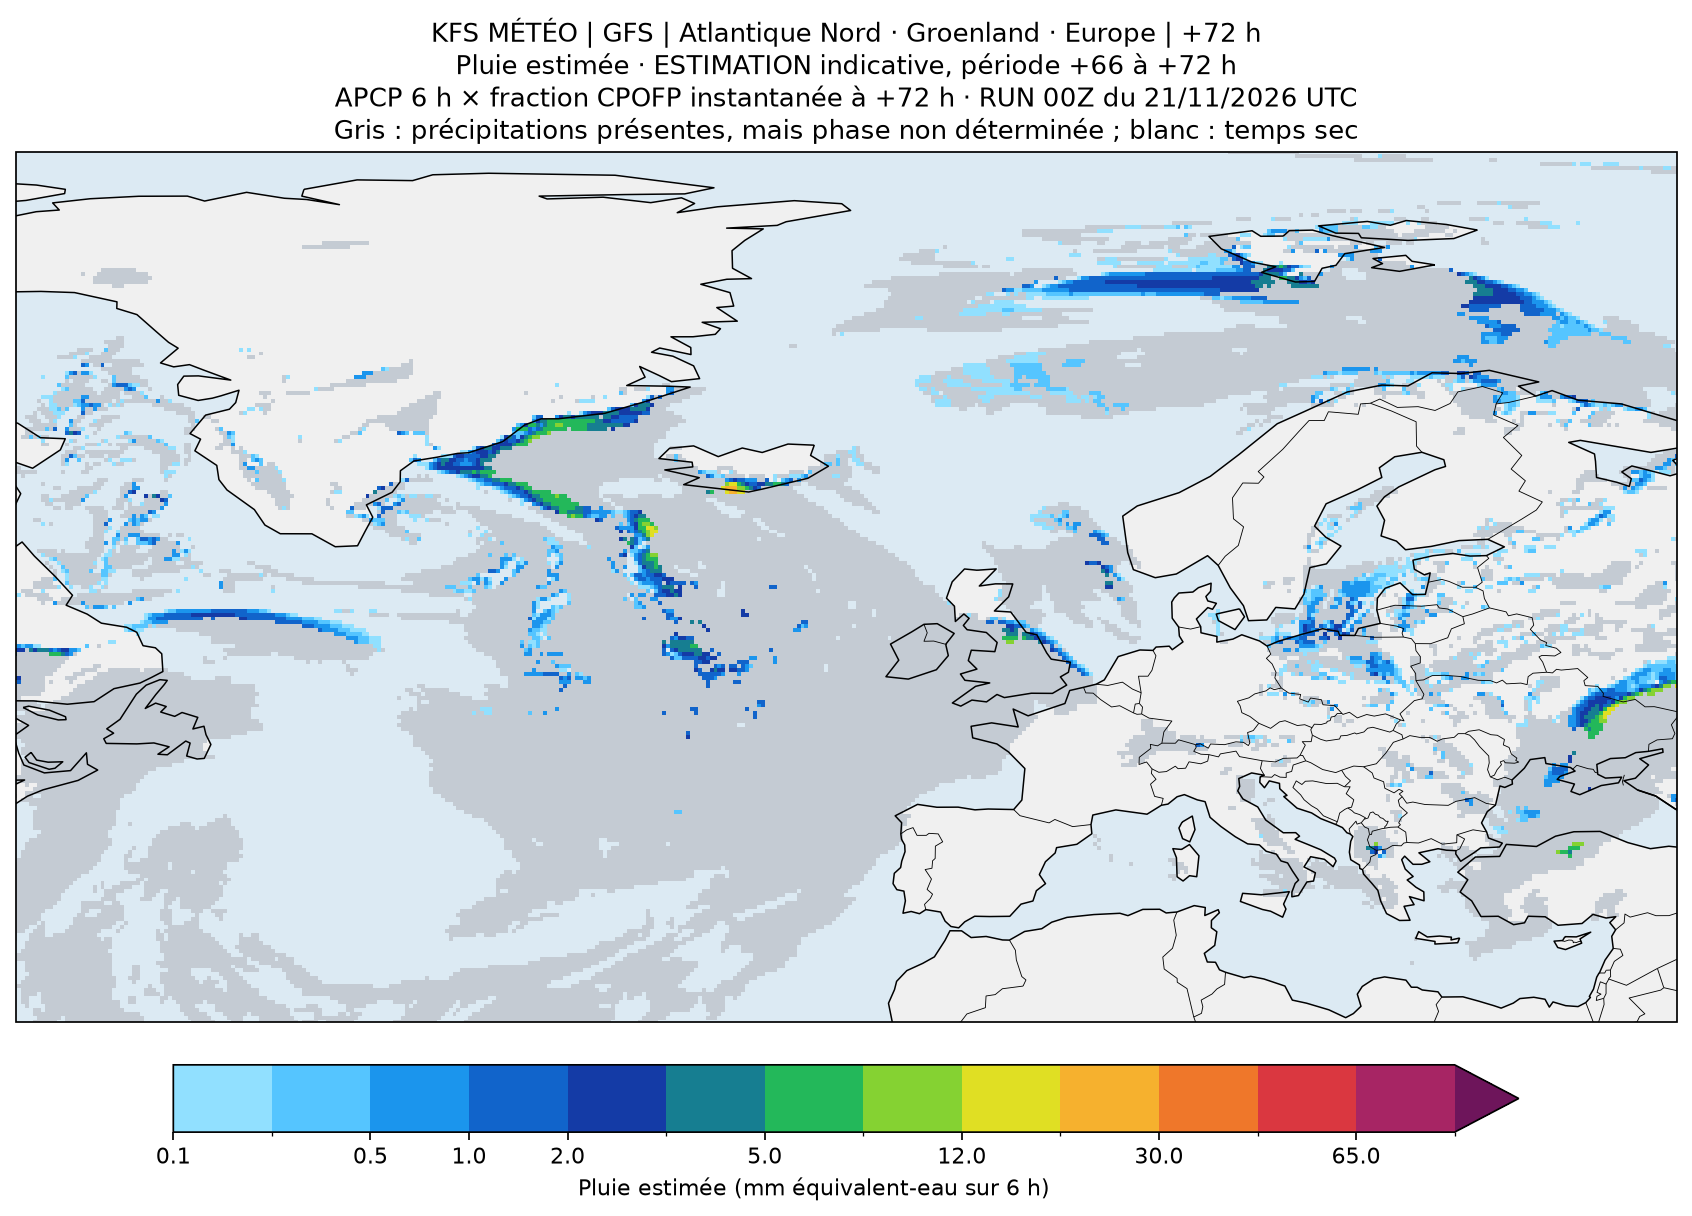 KFS MÉTÉO | GFS | Atlantique Nord · Groenland · Europe | +72 h
Pluie estimée · ESTIMATION indicative, période +66 à +72 h
APCP 6 h × fraction CPOFP instantanée à +72 h · RUN 00Z du 21/11/2026 UTC
Gris : précipitations présentes, mais phase non déterminée ; blanc : temps sec
0.1 0.5 1.0 2.0 5.0 12.0 30.0 65.0
Pluie estimée (mm équivalent-eau sur 6 h)